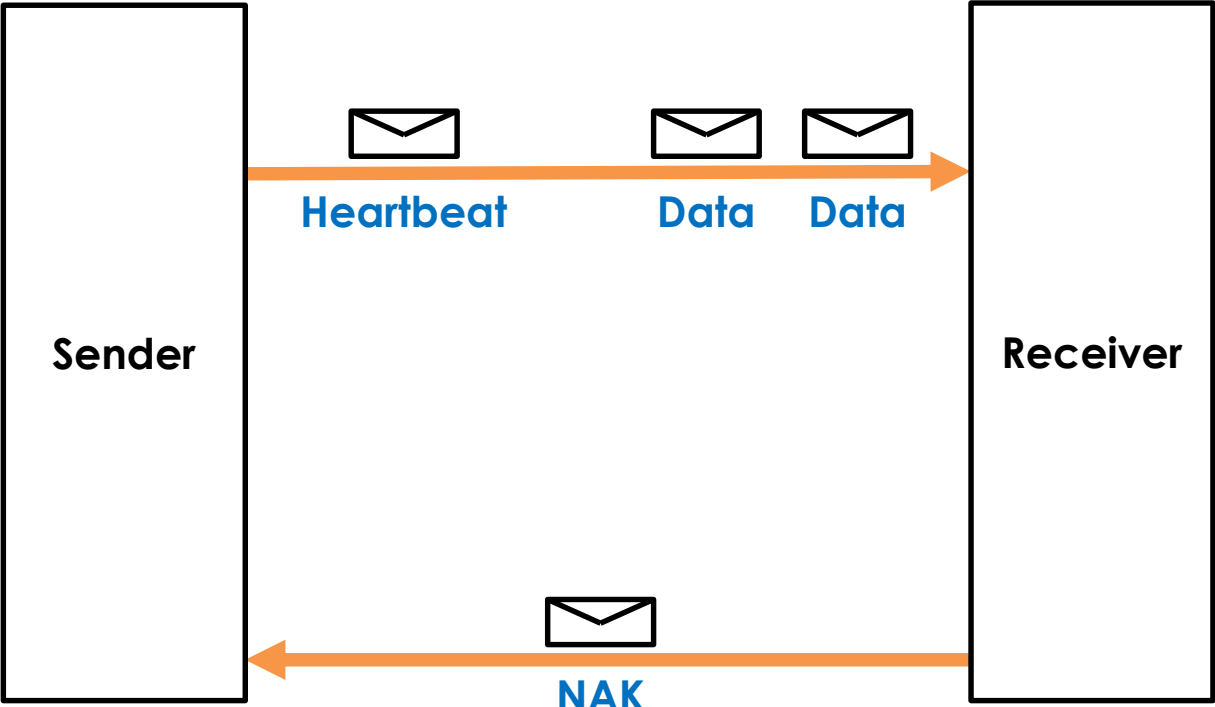 Heartbeat
Data
Data
Sender
Receiver
NAK